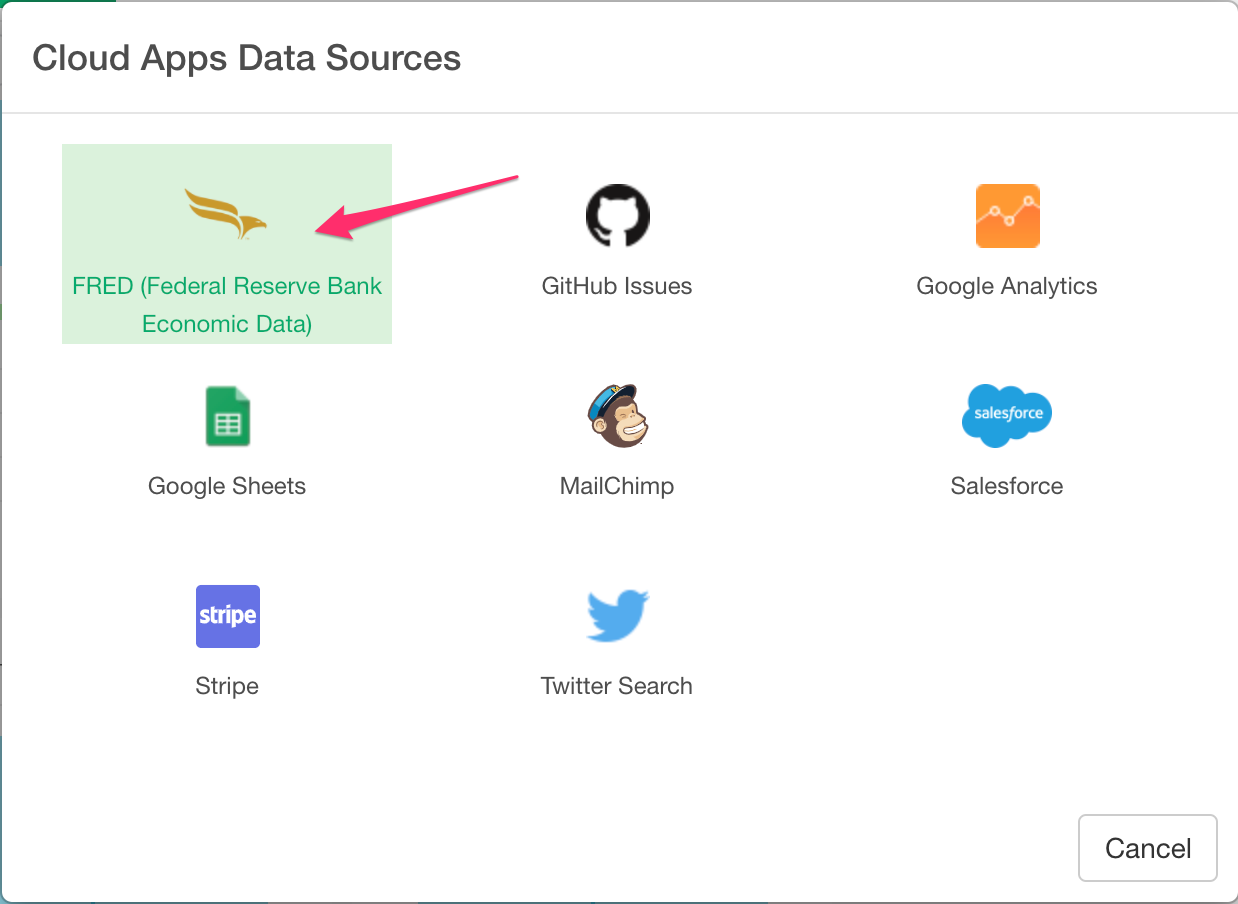 Cloud Apps Data Sources
FRED (Federal Reserve Bank
Economic Data)
GitHub Issues
Google Analytics
salesforce
Google Sheets
MailChimp
Salesforce
stripe
Stripe
Twitter Search
Cancel